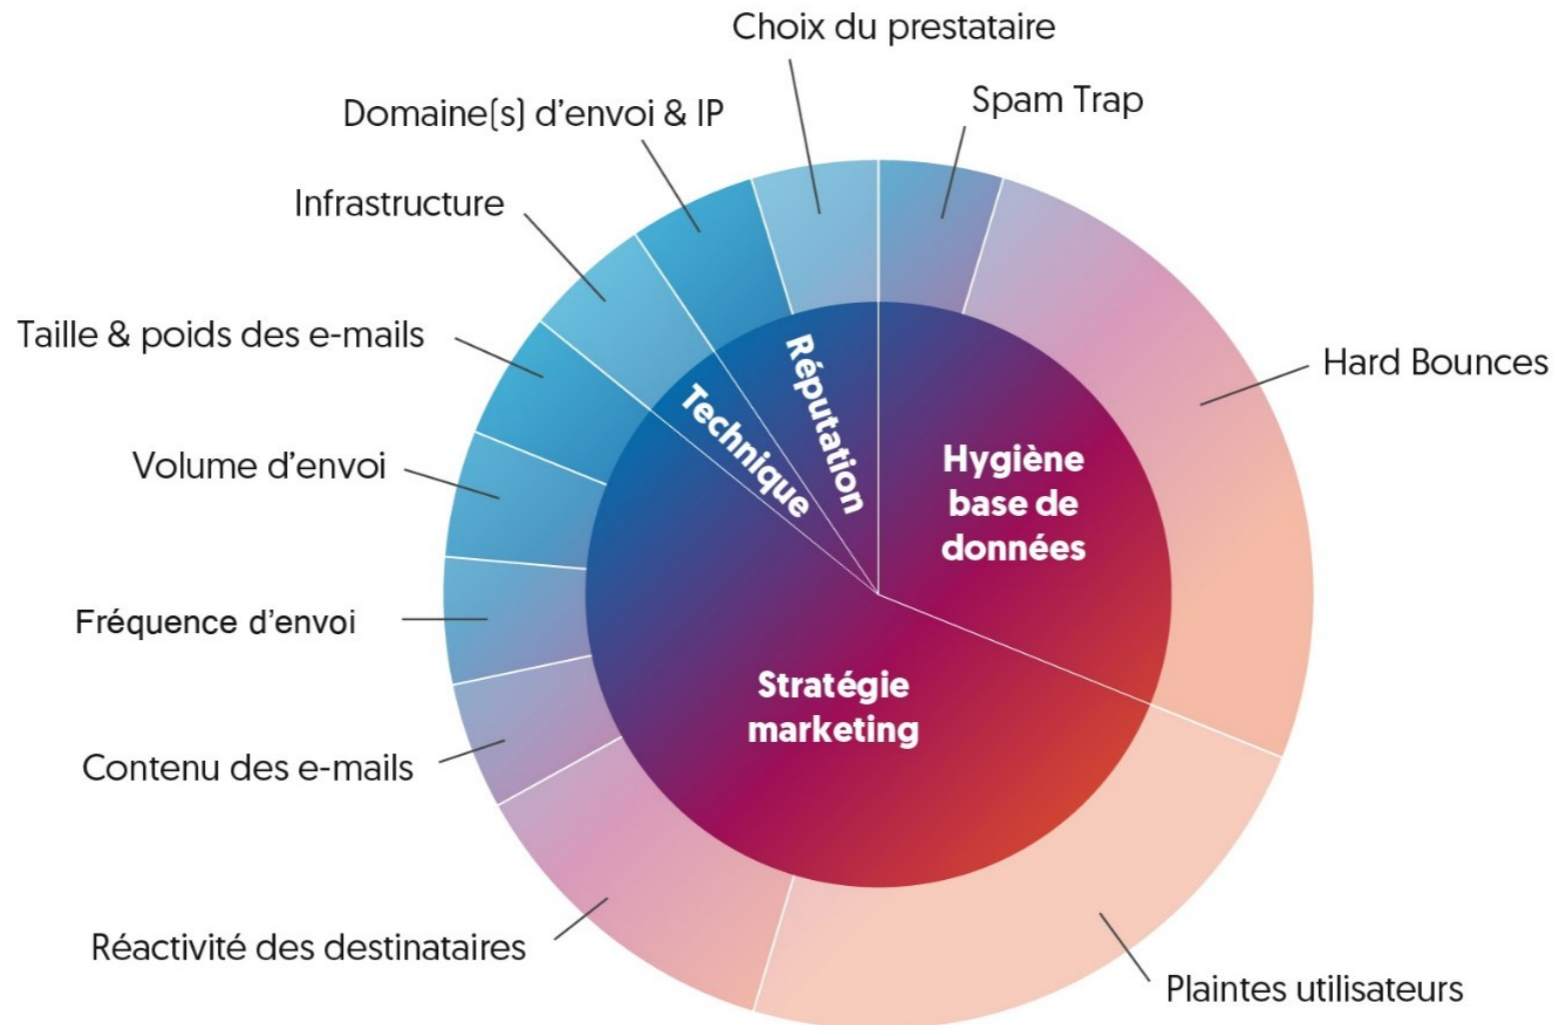 Choix du prestataire
Spam Trap
Domaine(s) d'envoi & IP
Infrastructure
Taille & poids des e-mails
Hard Bounces
Volume d'envoi
Fréquence d'envoi
Contenu des e-mails
Réactivité des destinataires
Plaintes utilisateurs
Réputation
Technique
Hygiène
base de
données
Stratégie
marketing